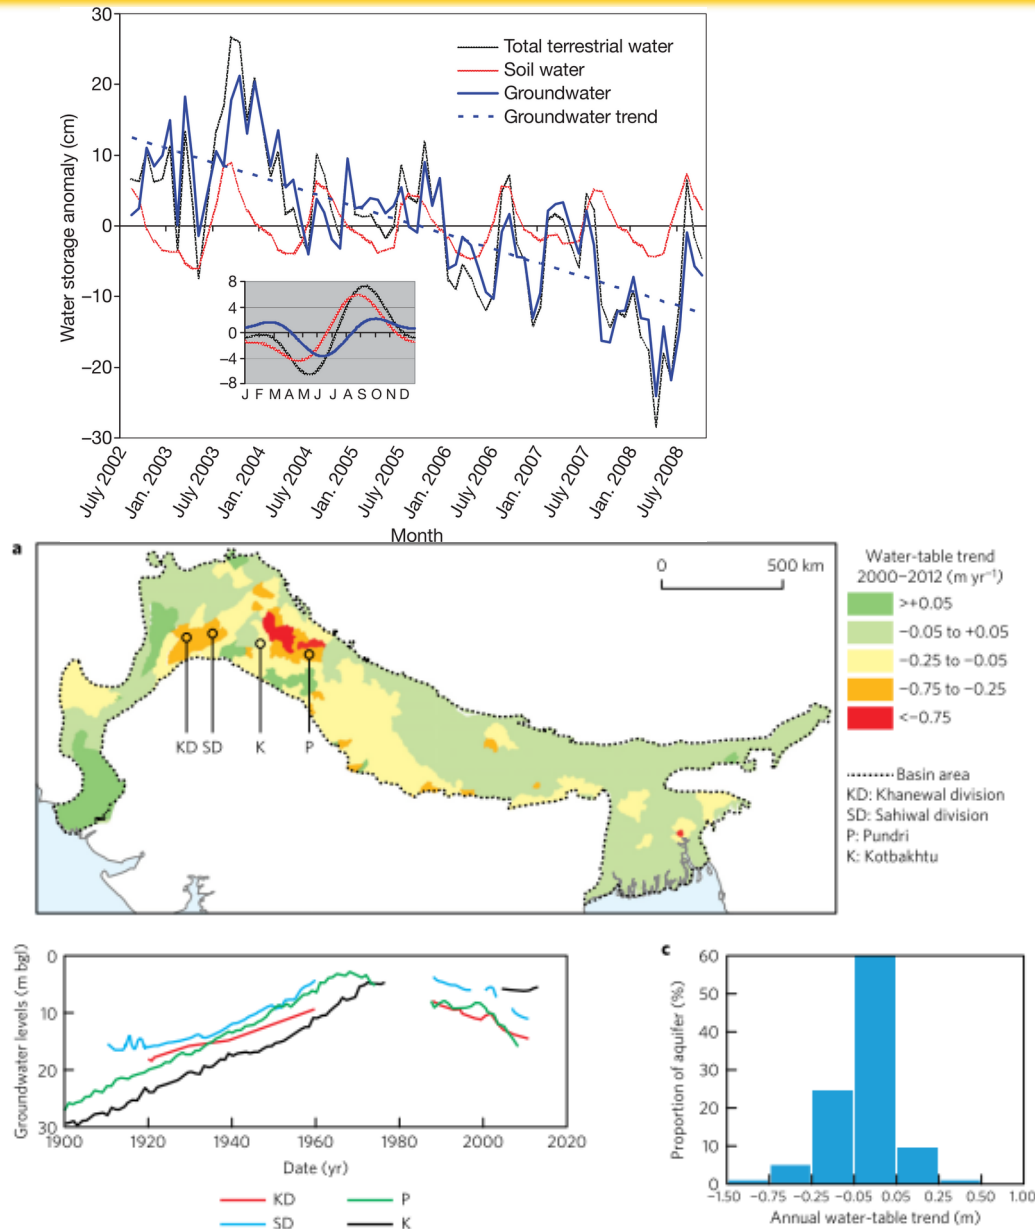 30
20
10
0
−10
−20
−30
Water storage anomaly (cm)
Total terrestrial water
Soil water
Groundwater
Groundwater trend
8
4
0
−4
−8
J F M A M J J A S O N D
July 2002
Jan. 2003
July 2003
Jan. 2004
July 2004
Jan. 2005
July 2005
Jan. 2006
July 2006
Jan. 2007
July 2007
Jan. 2008
July 2008
Month
a
0 500 km
KD SD K P
Water-table trend
2000–2012 (m yr⁻¹)
>+0.05
−0.05 to +0.05
−0.25 to −0.05
−0.75 to −0.25
<−0.75
Basin area
KD: Khanewal division
SD: Sahiwal division
P: Pundri
K: Kotbakhtu
Groundwater levels (m bgl)
0
10
20
30
1900 1920 1940 1960 1980 2000 2020
Date (yr)
KD P
SD K
c
Proportion of aquifer (%)
60
50
40
30
20
10
0
−1.50 −0.75 −0.25 −0.05 0.05 0.25 0.50 1.00
Annual water-table trend (m)